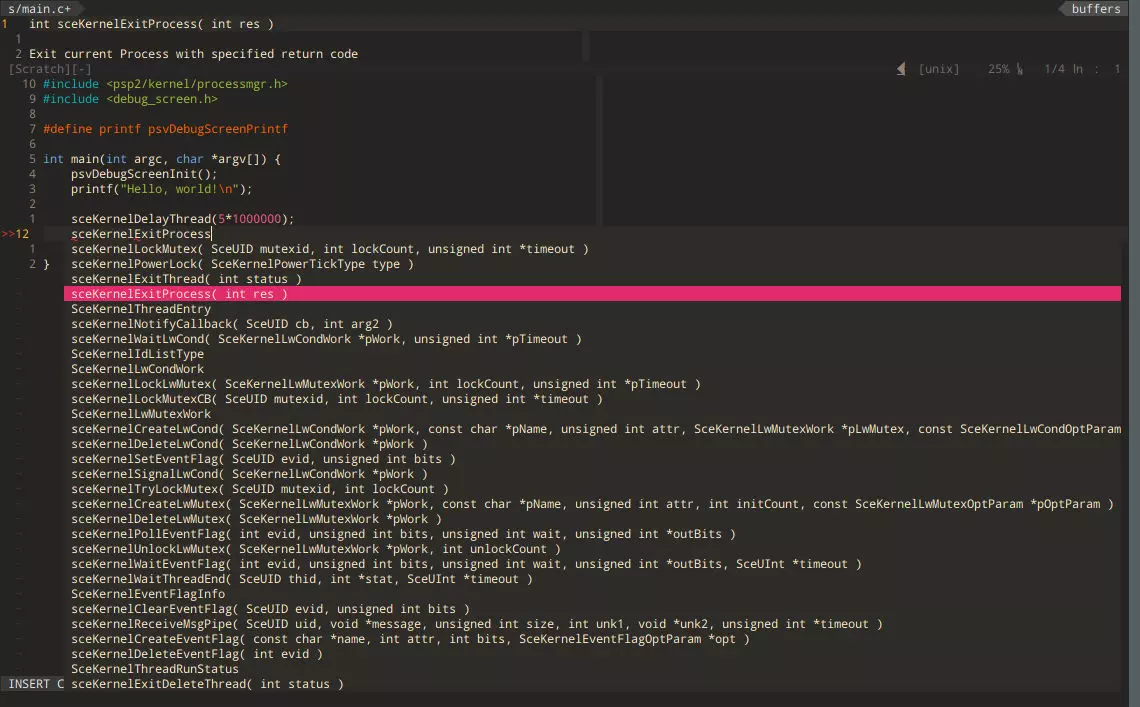 s/main.c+ buffers
1 int sceKernelExitProcess( int res )
1
2 Exit current Process with specified return code
[Scratch][-] [unix] 25% ln 1/4 ln : 1
10 #include <psp2/kernel/processmgr.h>
9 #include <debug_screen.h>
8
7 #define printf psvDebugScreenPrintf
6
5 int main(int argc, char *argv[]) {
4 psvDebugScreenInit();
3 printf("Hello, world!\n");
2
1 sceKernelDelayThread(5*1000000);
>>12 sceKernelExitProcess
1 sceKernelLockMutex( SceUID mutexid, int lockCount, unsigned int *timeout )
2 } sceKernelPowerLock( SceKernelPowerTickType type )
~ sceKernelExitThread( int status )
~ sceKernelExitProcess( int res )
~ SceKernelThreadEntry
~ sceKernelNotifyCallback( SceUID cb, int arg2 )
~ sceKernelWaitLwCond( SceKernelLwCondWork *pWork, unsigned int *pTimeout )
~ SceKernelIdListType
~ SceKernelLwCondWork
~ sceKernelLockLwMutex( SceKernelLwMutexWork *pWork, int lockCount, unsigned int *pTimeout )
~ sceKernelLockMutexCB( SceUID mutexid, int lockCount, unsigned int *timeout )
~ SceKernelLwMutexWork
~ sceKernelCreateLwCond( SceKernelLwCondWork *pWork, const char *pName, unsigned int attr, SceKernelLwMutexWork *pLwMutex, const SceKernelLwCondOptParam
~ sceKernelDeleteLwCond( SceKernelLwCondWork *pWork )
~ sceKernelSetEventFlag( SceUID evid, unsigned int bits )
~ sceKernelSignalLwCond( SceKernelLwCondWork *pWork )
~ sceKernelTryLockMutex( SceUID mutexid, int lockCount )
~ sceKernelCreateLwMutex( SceKernelLwMutexWork *pWork, const char *pName, unsigned int attr, int initCount, const SceKernelLwMutexOptParam *pOptParam )
~ sceKernelDeleteLwMutex( SceKernelLwMutexWork *pWork )
~ sceKernelPollEventFlag( int evid, unsigned int bits, unsigned int wait, unsigned int *outBits )
~ sceKernelUnlockLwMutex( SceKernelLwMutexWork *pWork, int unlockCount )
~ sceKernelWaitEventFlag( int evid, unsigned int bits, unsigned int wait, unsigned int *outBits, SceUInt *timeout )
~ sceKernelWaitThreadEnd( SceUID thid, int *stat, SceUInt *timeout )
~ SceKernelEventFlagInfo
~ sceKernelClearEventFlag( SceUID evid, unsigned int bits )
~ sceKernelReceiveMsgPipe( SceUID uid, void *message, unsigned int size, int unk1, void *unk2, unsigned int *timeout )
~ sceKernelCreateEventFlag( const char *name, int attr, int bits, SceKernelEventFlagOptParam *opt )
~ sceKernelDeleteEventFlag( int evid )
~ SceKernelThreadRunStatus
INSERT C sceKernelExitDeleteThread( int status )